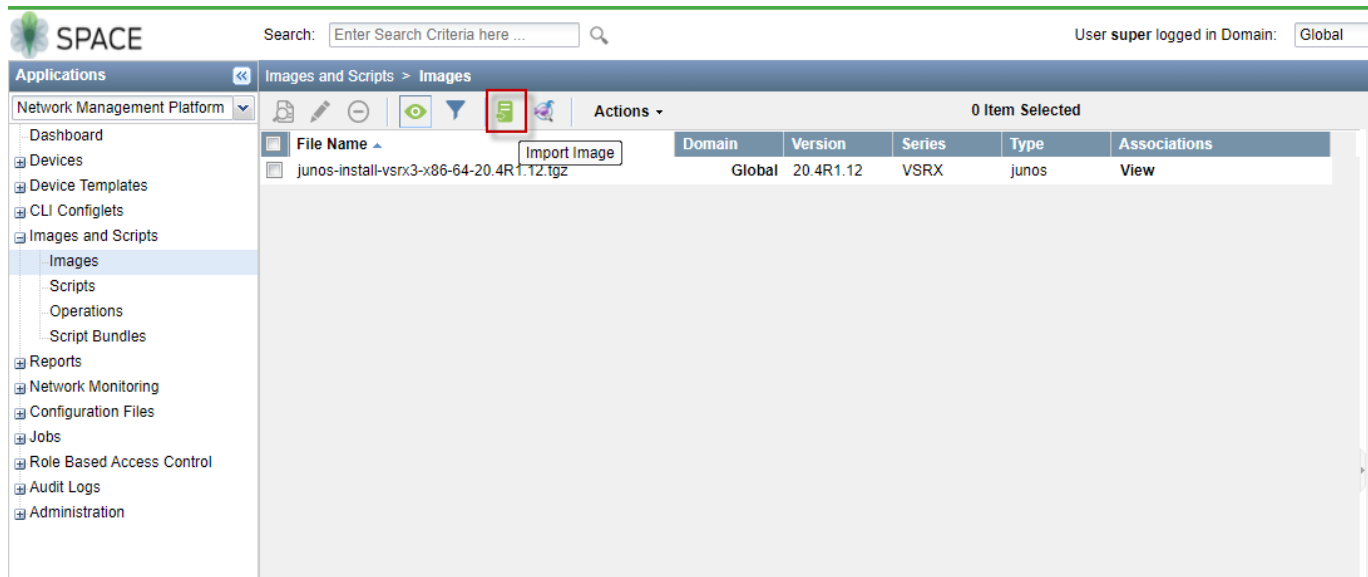 SPACE
Search: Enter Search Criteria here ...
User super logged in Domain: Global
Applications
Images and Scripts > Images
Network Management Platform
Actions
0 Item Selected
Dashboard
Devices
Device Templates
CLI Configlets
Images and Scripts
Images
Scripts
Operations
Script Bundles
Reports
Network Monitoring
Configuration Files
Jobs
Role Based Access Control
Audit Logs
Administration
File Name Domain Version Series Type Associations
Import Image
junos-install-vsrx3-x86-64-20.4R1.12.tgz Global 20.4R1.12 VSRX junos View